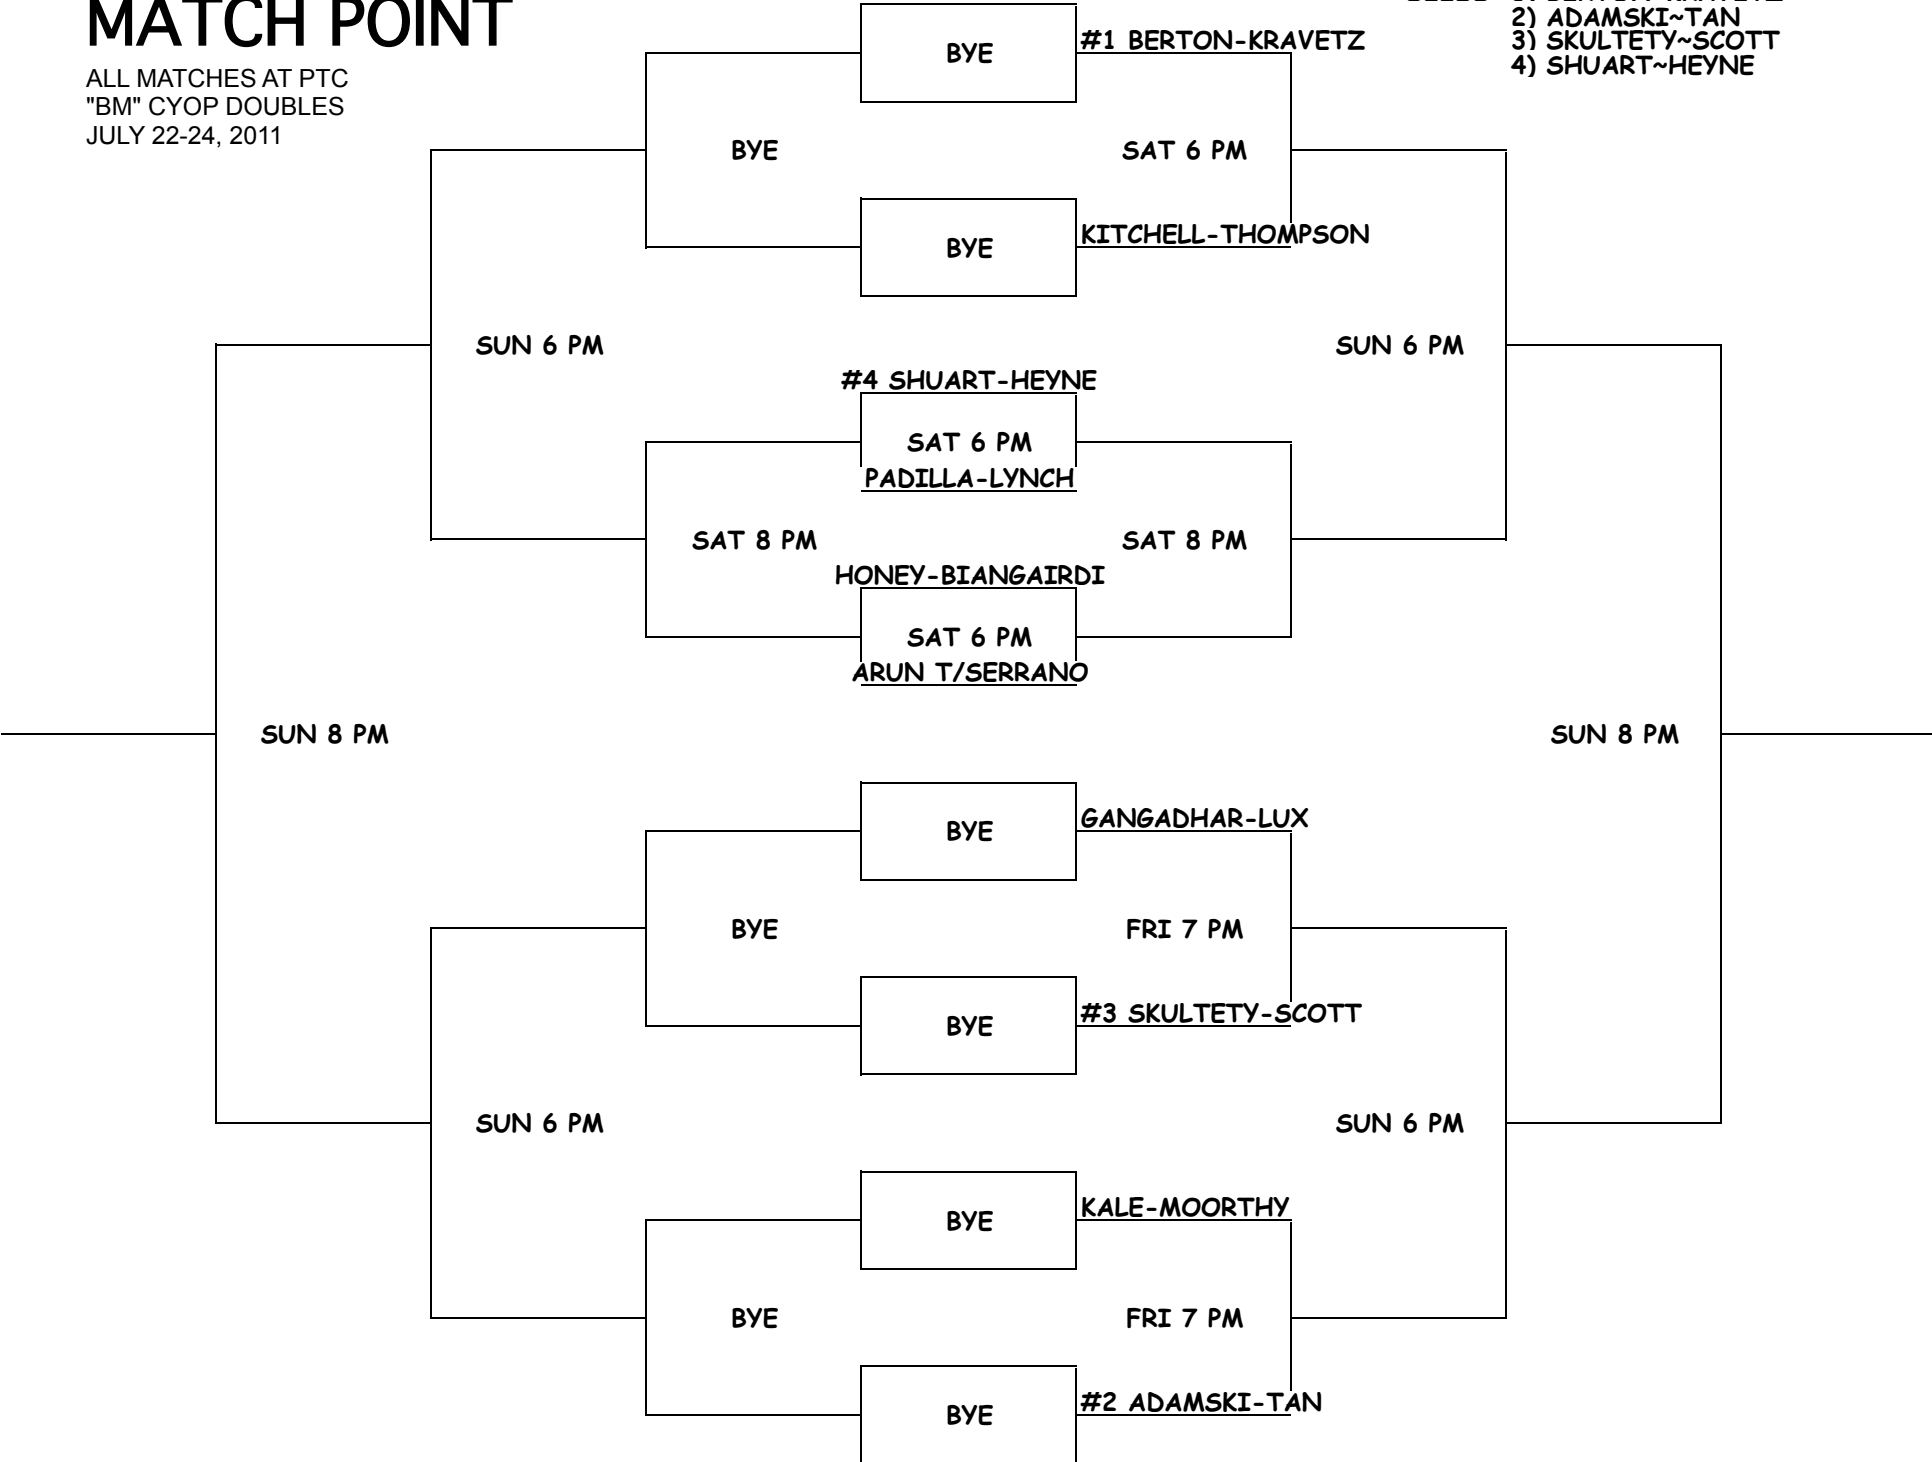 MATCH POINT
2) ADAMSKI~TAN
3) SKULTETY~SCOTT
4) SHUART~HEYNE
ALL MATCHES AT PTC
"BM" CYOP DOUBLES
JULY 22-24, 2011
BYE
#1 BERTON-KRAVETZ
BYE
SAT 6 PM
BYE
KITCHELL-THOMPSON
SUN 6 PM
SUN 6 PM
#4 SHUART-HEYNE
SAT 6 PM
PADILLA-LYNCH
SAT 8 PM
SAT 8 PM
HONEY-BIANGAIRDI
SAT 6 PM
ARUN T/SERRANO
SUN 8 PM
SUN 8 PM
BYE
GANGADHAR-LUX
BYE
FRI 7 PM
BYE
#3 SKULTETY-SCOTT
SUN 6 PM
SUN 6 PM
BYE
KALE-MOORTHY
BYE
FRI 7 PM
BYE
#2 ADAMSKI-TAN